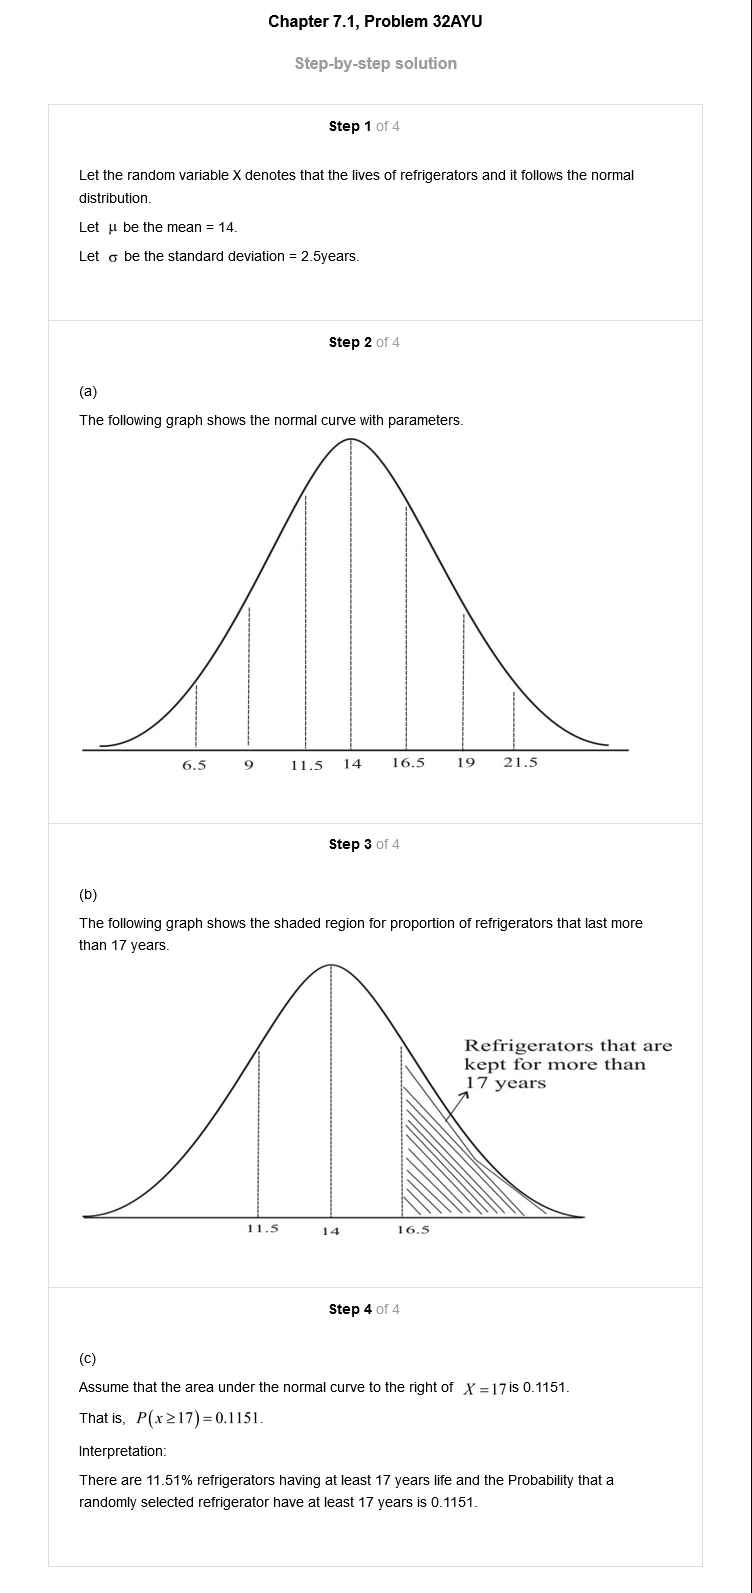 Chapter 7.1, Problem 32AYU
Step-by-step solution
Step 1 of 4
Let the random variable X denotes that the lives of refrigerators and it follows the normal
distribution.
Let μ be the mean = 14.
Let σ be the standard deviation = 2.5years.
Step 2 of 4
(a)
The following graph shows the normal curve with parameters.
6.5 9 11.5 14 16.5 19 21.5
Step 3 of 4
(b)
The following graph shows the shaded region for proportion of refrigerators that last more
than 17 years.
Refrigerators that are
kept for more than
17 years
11.5 14 16.5
Step 4 of 4
(c)
Assume that the area under the normal curve to the right of X = 17 is 0.1151.
That is, P(x ≥ 17) = 0.1151.
Interpretation:
There are 11.51% refrigerators having at least 17 years life and the Probability that a
randomly selected refrigerator have at least 17 years is 0.1151.